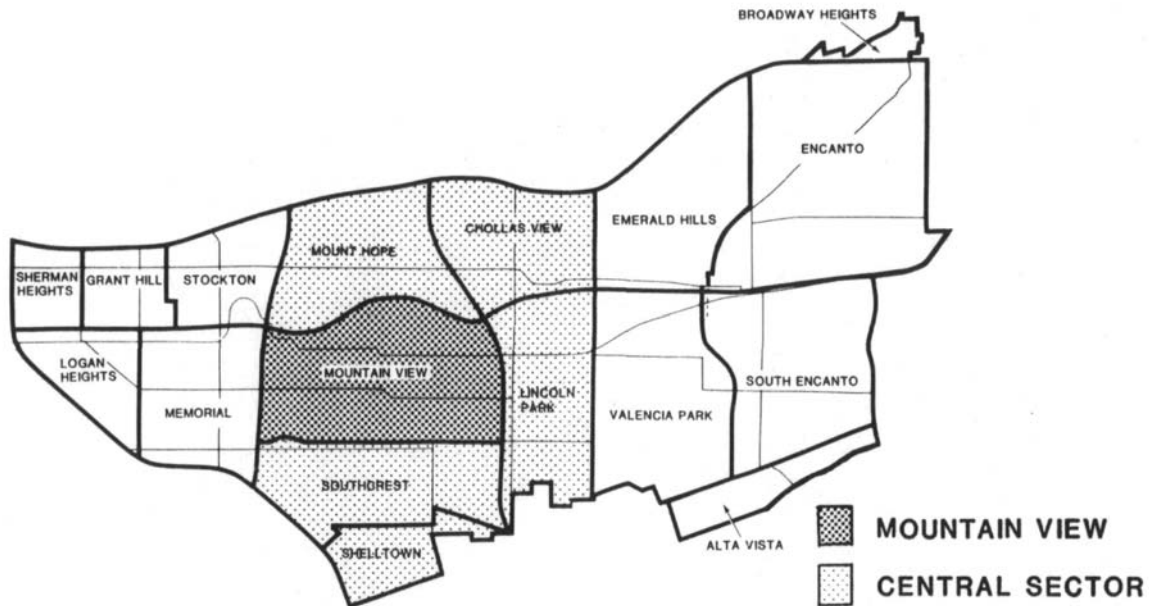 BROADWAY HEIGHTS
ENCANTO
EMERALD HILLS
CHOLLAS VIEW
MOUNT HOPE
SHERMAN
HEIGHTS
GRANT HILL
STOCKTON
LOGAN
HEIGHTS
MEMORIAL
MOUNTAIN VIEW
LINCOLN
PARK
VALENCIA PARK
SOUTH ENCANTO
SOUTHCREST
SHELLTOWN
ALTA VISTA
MOUNTAIN VIEW
CENTRAL SECTOR